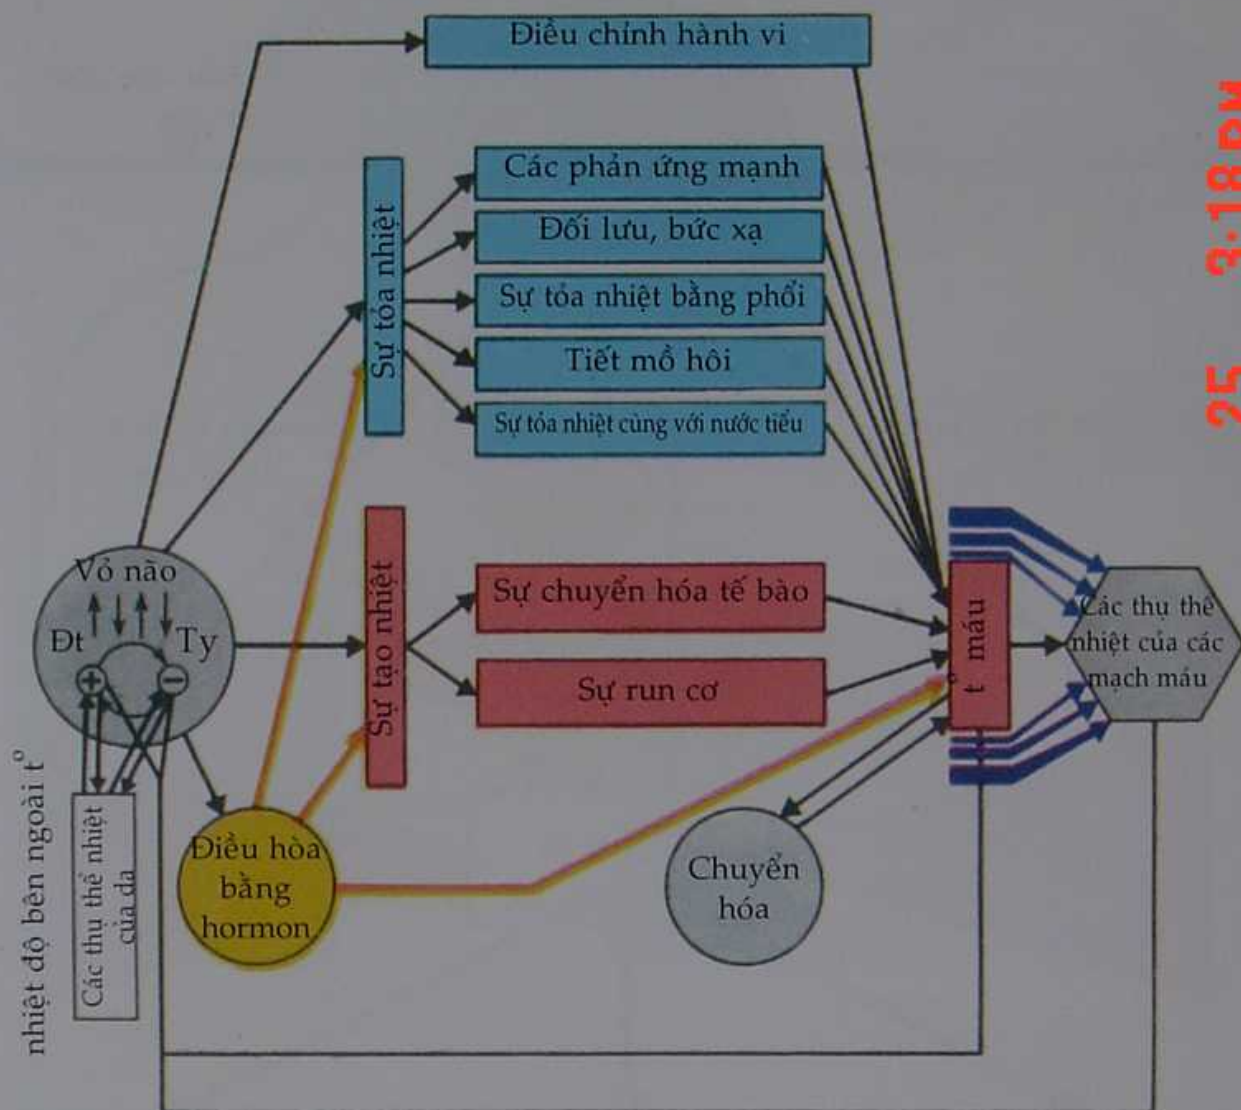 Điều chỉnh hành vi
Sự tỏa nhiệt
Các phản ứng mạnh
Đối lưu, bức xạ
Sự tỏa nhiệt bằng phổi
Tiết mồ hôi
Sự tỏa nhiệt cùng với nước tiểu
Vỏ não
Đt
Ty
+
−
Sự tạo nhiệt
Sự chuyển hóa tế bào
Sự run cơ
t° máu
Các thụ thể
nhiệt của các
mạch máu
nhiệt độ bên ngoài t°
Các thụ thể nhiệt
của da
Điều hòa
bằng
hormon
Chuyển
hóa
25 3:18 PM